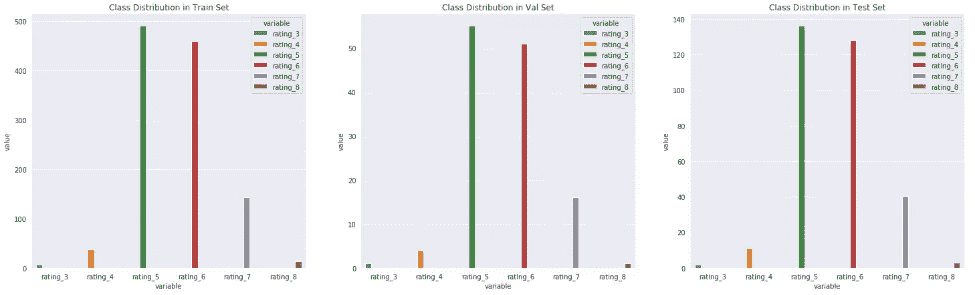 Class Distribution in Train Set
500
400
300
200
100
0
value
rating_3
rating_4
rating_5
rating_6
rating_7
rating_8
variable
variable
rating_3
rating_4
rating_5
rating_6
rating_7
rating_8
Class Distribution in Val Set
50
40
30
20
10
0
value
rating_3
rating_4
rating_5
rating_6
rating_7
rating_8
variable
variable
rating_3
rating_4
rating_5
rating_6
rating_7
rating_8
Class Distribution in Test Set
140
120
100
80
60
40
20
0
value
rating_3
rating_4
rating_5
rating_6
rating_7
rating_8
variable
variable
rating_3
rating_4
rating_5
rating_6
rating_7
rating_8